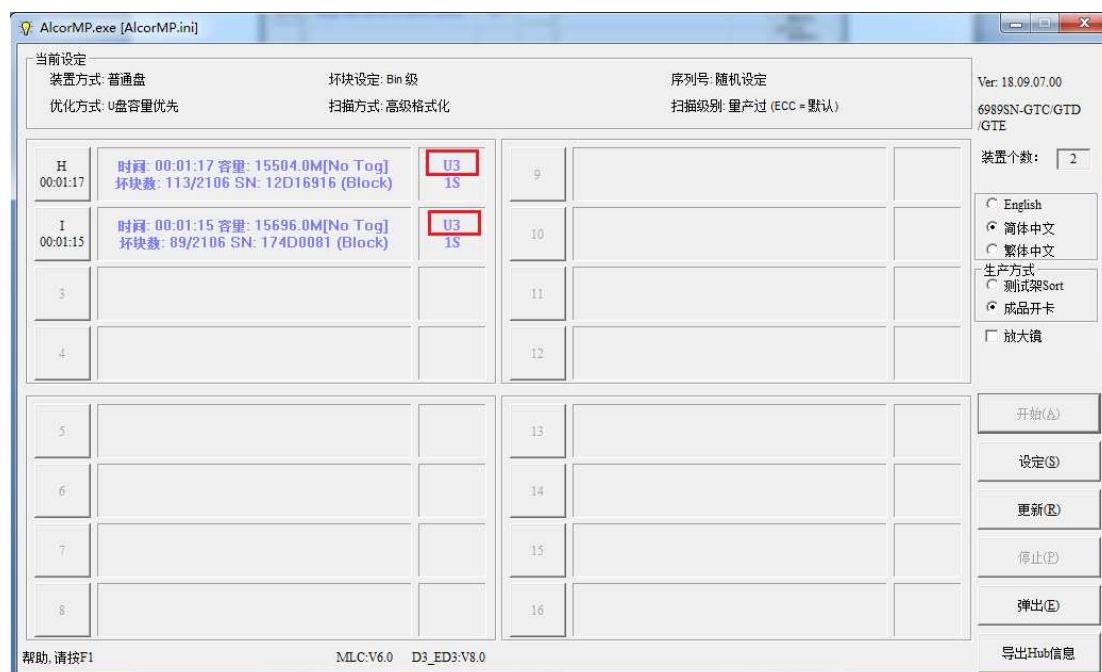 AlcorMP.exe [AlcorMP.ini]
当前设定
装置方式: 普通盘
坏块设定: Bin 级
序列号: 随机设定
优化方式: U盘容量优先
扫描方式: 高级格式化
扫描级别: 量产过 (ECC = 默认)
Ver: 18.09.07.00
6989SN-GTC/GTD
/GTE
装置个数: 2
H
00:01:17
时间: 00:01:17 容量: 15504.0M[No Tog]
坏块数: 113/2106 SN: 12D16916 (Block)
U3
1S
I
00:01:15
时间: 00:01:15 容量: 15696.0M[No Tog]
坏块数: 89/2106 SN: 174D0081 (Block)
U3
1S
3
4
5
6
7
8
9
10
11
12
13
14
15
16
English
简体中文
繁体中文
生产方式
测试架Sort
成品开卡
放大镜
开始(A)
设定(S)
更新(R)
停止(P)
弹出(E)
导出Hub信息
帮助, 请按F1
MLC:V6.0 D3_ED3:V8.0